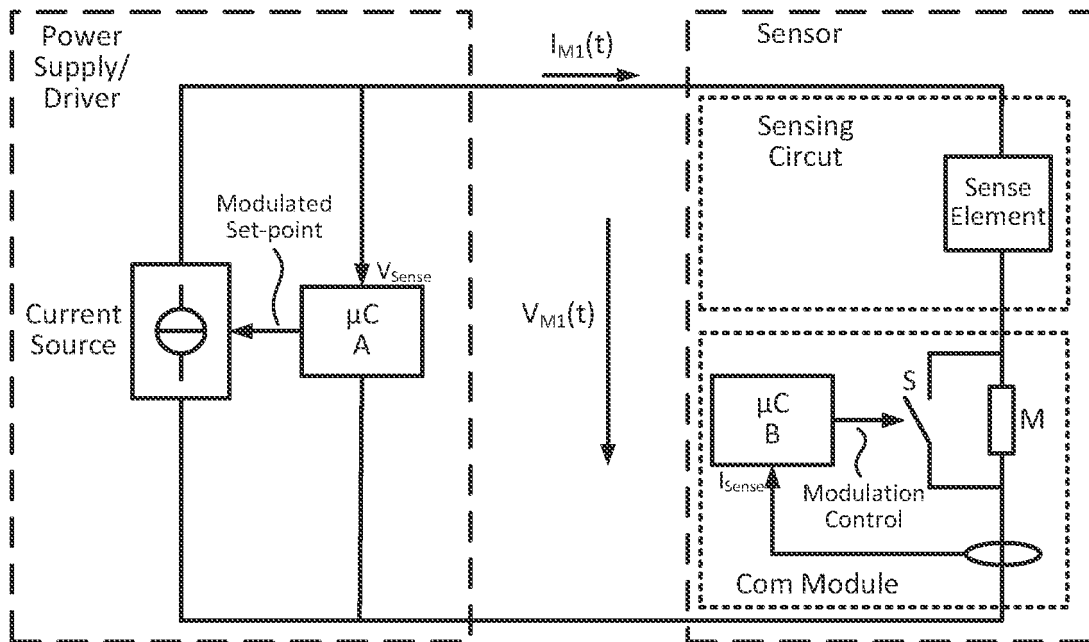 Power
Supply/
Driver
I_M1(t)
Sensor
Sensing
Circut
Sense
Element
Modulated
Set-point
V_Sense
Current
Source
μC
A
V_M1(t)
μC
B
S
M
I_Sense
Modulation
Control
Com Module